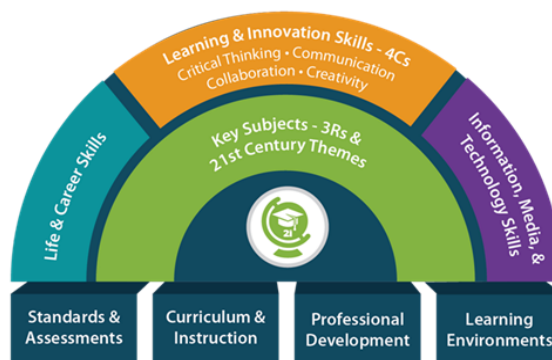 Learning & Innovation Skills - 4Cs
Critical Thinking • Communication
Collaboration • Creativity
Life & Career Skills
Key Subjects - 3Rs &
21st Century Themes
Information, Media, &
Technology Skills
21
Standards &
Assessments
Curriculum &
Instruction
Professional
Development
Learning
Environments